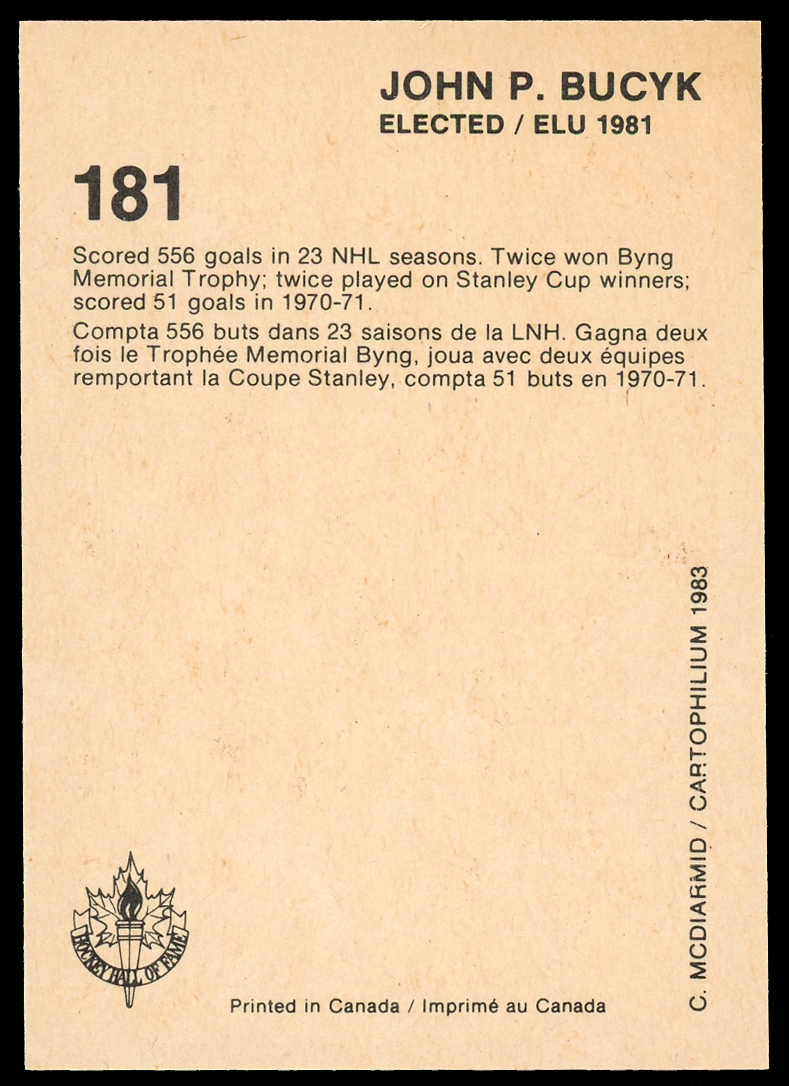 JOHN P. BUCYK
ELECTED / ELU 1981
181
Scored 556 goals in 23 NHL seasons. Twice won Byng
Memorial Trophy; twice played on Stanley Cup winners;
scored 51 goals in 1970-71.
Compta 556 buts dans 23 saisons de la LNH. Gagna deux
fois le Trophée Memorial Byng, joua avec deux équipes
remportant la Coupe Stanley, compta 51 buts en 1970-71.
C. MCDIARMID / CARTOPHILIUM 1983
HOCKEY HALL OF FAME
Printed in Canada / Imprimé au Canada